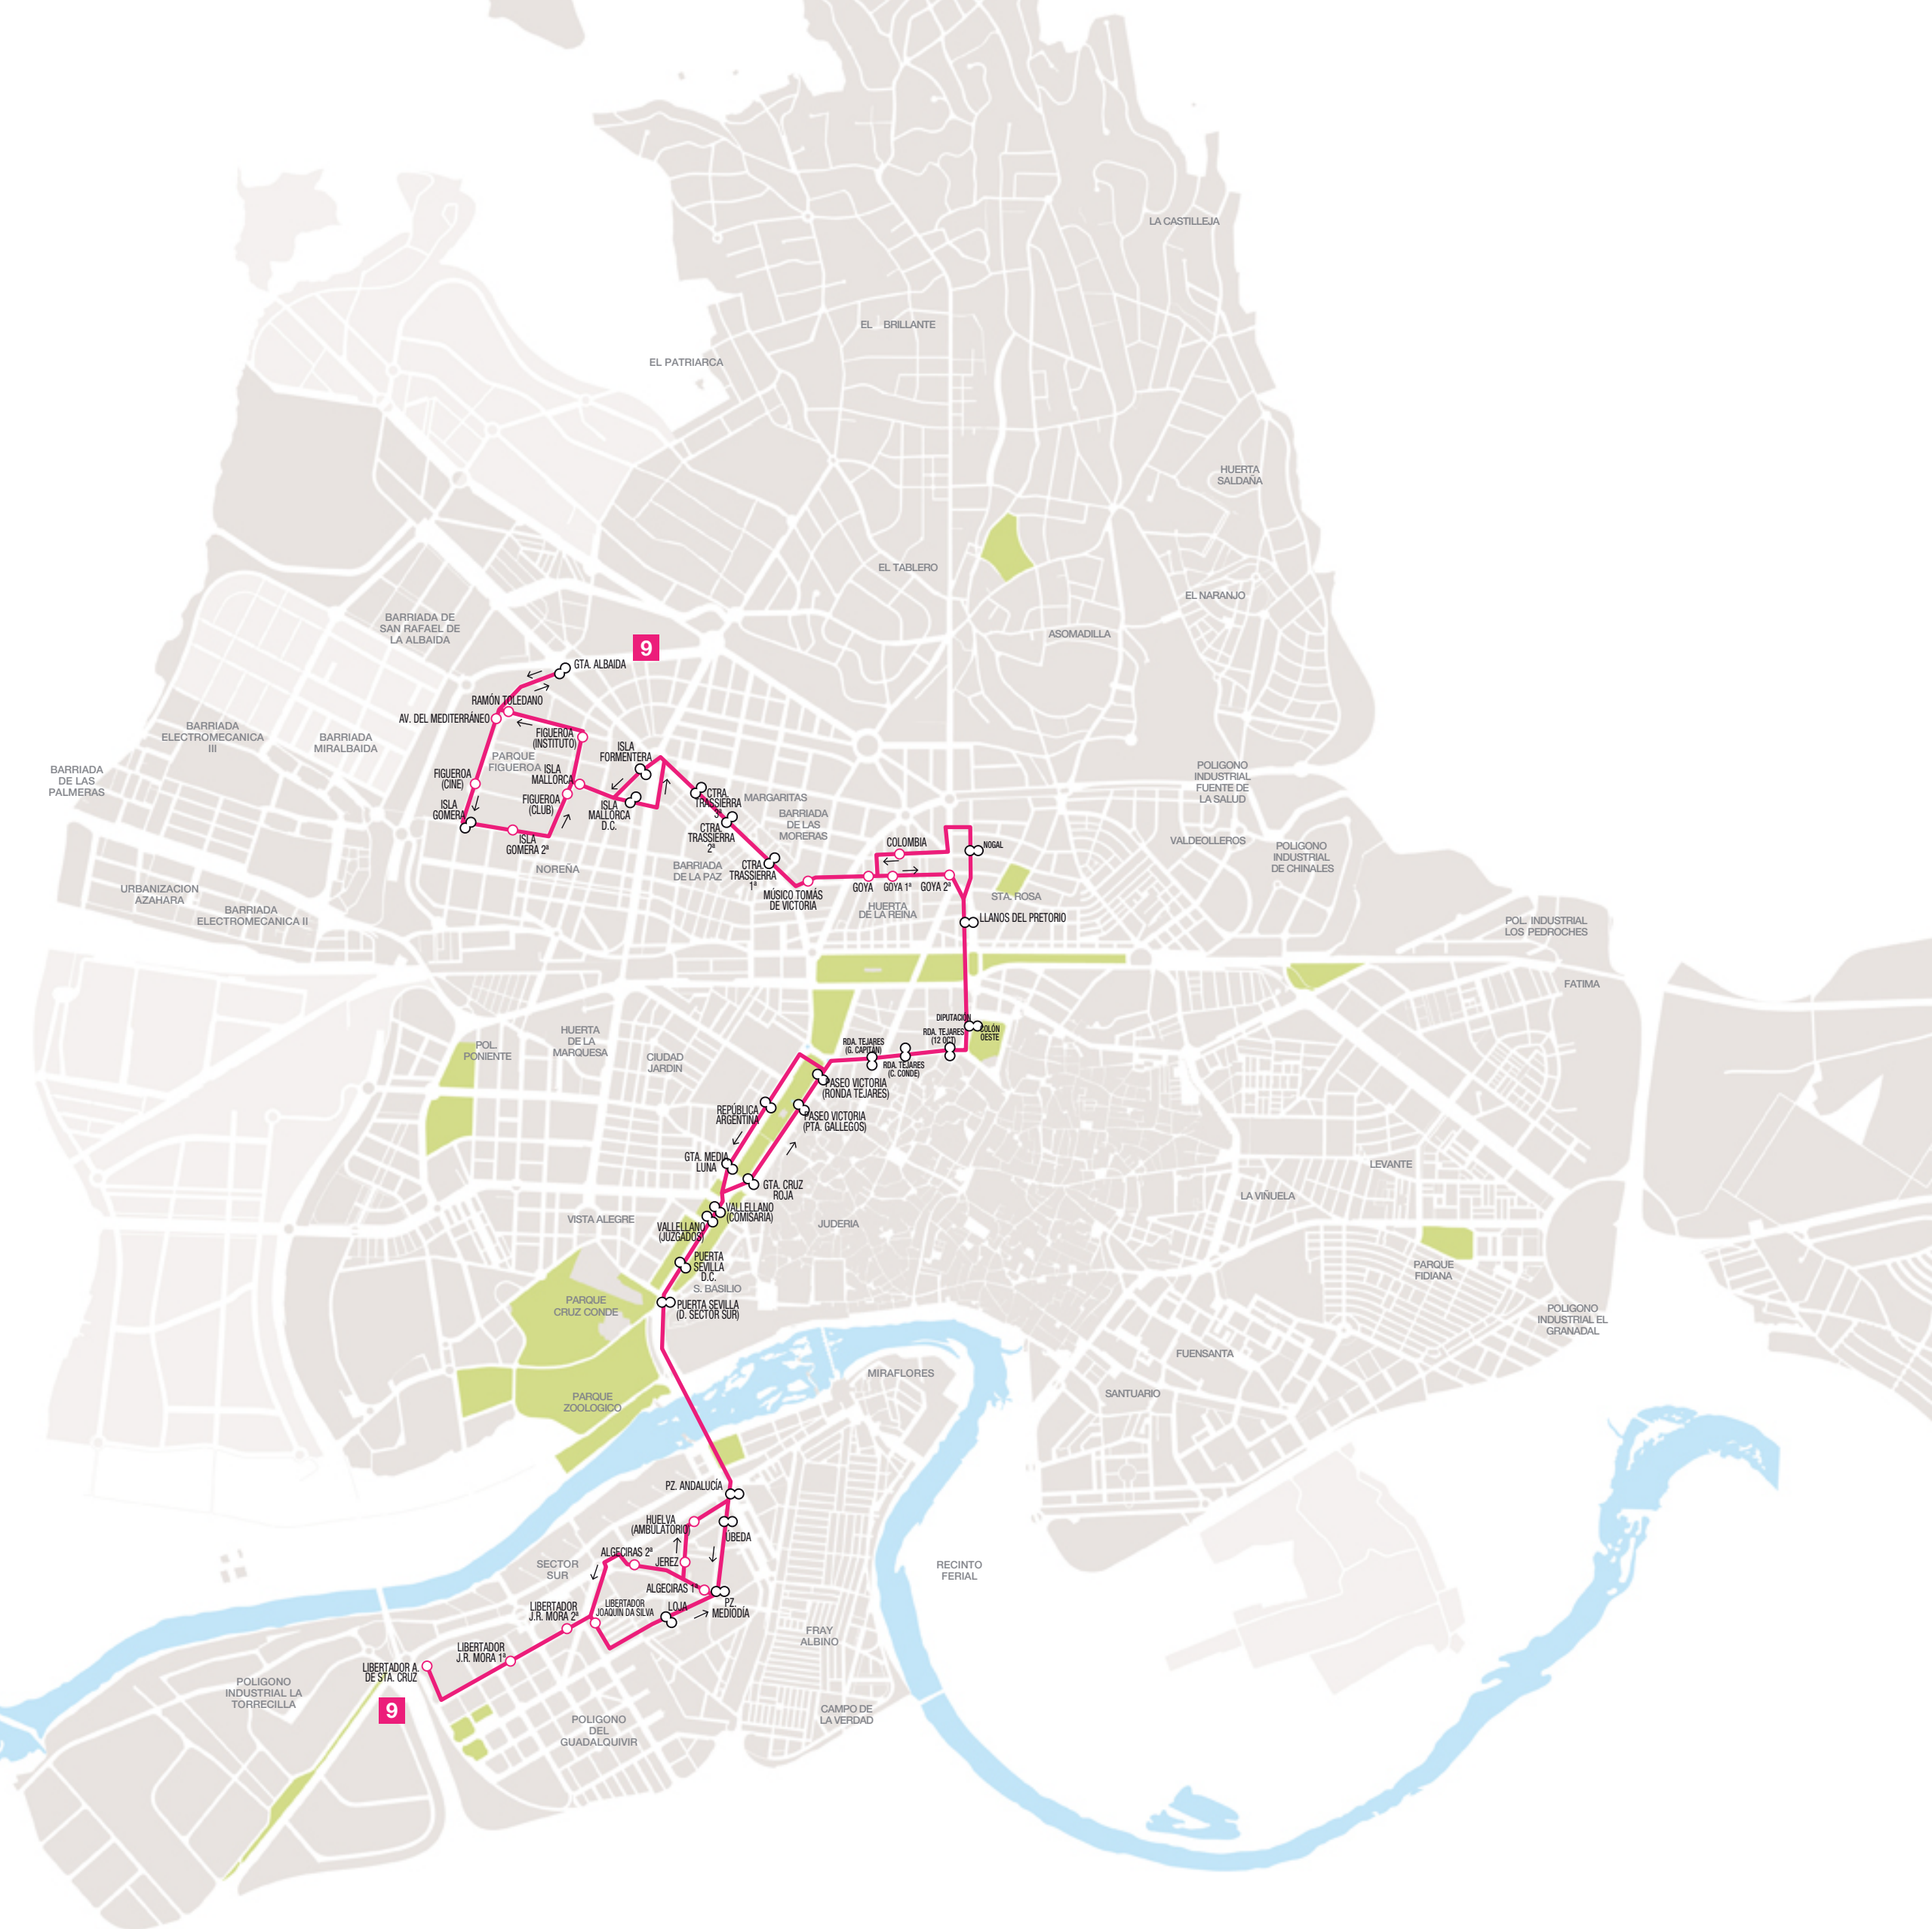 LA CASTILLEJA
EL BRILLANTE
EL PATRIARCA
HUERTA
SALDAÑA
EL TABLERO
EL NARANJO
BARRIADA DE
SAN RAFAEL DE
LA ALBAIDA
ASOMADILLA
9
GTA. ALBAIDA
RAMÓN TOLEDANO
AV. DEL MEDITERRÁNEO
BARRIADA
ELECTROMECANICA
III
BARRIADA
MIRALBAIDA
FIGUEROA
(INSTITUTO)
PARQUE
FIGUEROA
ISLA
FORMENTERA
ISLA
MALLORCA
BARRIADA
DE LAS
PALMERAS
FIGUEROA
(CINE)
FIGUEROA
(CLUB)
ISLA
GOMERA
ISLA
MALLORCA
D.C.
CTRA.
TRASSIERRA
3ª
MARGARITAS
POLIGONO
INDUSTRIAL
FUENTE DE
LA SALUD
BARRIADA
DE LAS
MORERAS
CTRA.
TRASSIERRA
2ª
ISLA
GOMERA 2ª
COLOMBIA
NOGAL
VALDEOLLEROS
POLIGONO
INDUSTRIAL
DE CHINALES
NOREÑA
BARRIADA
DE LA PAZ
CTRA.
TRASSIERRA
1ª
URBANIZACION
AZAHARA
MÚSICO TOMÁS
DE VICTORIA
GOYA
GOYA 1ª
GOYA 2ª
STA. ROSA
BARRIADA
ELECTROMECANICA II
HUERTA
DE LA REINA
LLANOS DEL PRETORIO
POL. INDUSTRIAL
LOS PEDROCHES
FATIMA
DIPUTACIÓN
COLÓN
OESTE
RDA. TEJARES
(12 OCT)
RDA. TEJARES
(G. CAPITÁN)
RDA. TEJARES
(C. CONDE)
HUERTA
DE LA
MARQUESA
POL.
PONIENTE
CIUDAD
JARDIN
PASEO VICTORIA
(RONDA TEJARES)
REPÚBLICA
ARGENTINA
PASEO VICTORIA
(PTA. GALLEGOS)
GTA. MEDIA
LUNA
LEVANTE
GTA. CRUZ
ROJA
LA VIÑUELA
VALLELLANO
(COMISARIA)
VISTA ALEGRE
VALLELLANO
(JUZGADOS)
JUDERIA
PUERTA
SEVILLA
D.C.
S. BASILIO
PARQUE
FIDIANA
PARQUE
CRUZ CONDE
PUERTA SEVILLA
(D. SECTOR SUR)
POLIGONO
INDUSTRIAL EL
GRANADAL
FUENSANTA
MIRAFLORES
PARQUE
ZOOLOGICO
SANTUARIO
PZ. ANDALUCÍA
HUELVA
(AMBULATORIO)
ÚBEDA
ALGECIRAS 2ª
JEREZ
SECTOR
SUR
RECINTO
FERIAL
ALGECIRAS 1ª
LIBERTADOR
JOAQUÍN DA SILVA
LOJA
PZ.
MEDIODÍA
LIBERTADOR
J.R. MORA 2ª
FRAY
ALBINO
LIBERTADOR
J.R. MORA 1ª
LIBERTADOR A.
DE STA. CRUZ
9
POLIGONO
INDUSTRIAL LA
TORRECILLA
CAMPO DE
LA VERDAD
POLIGONO
DEL
GUADALQUIVIR